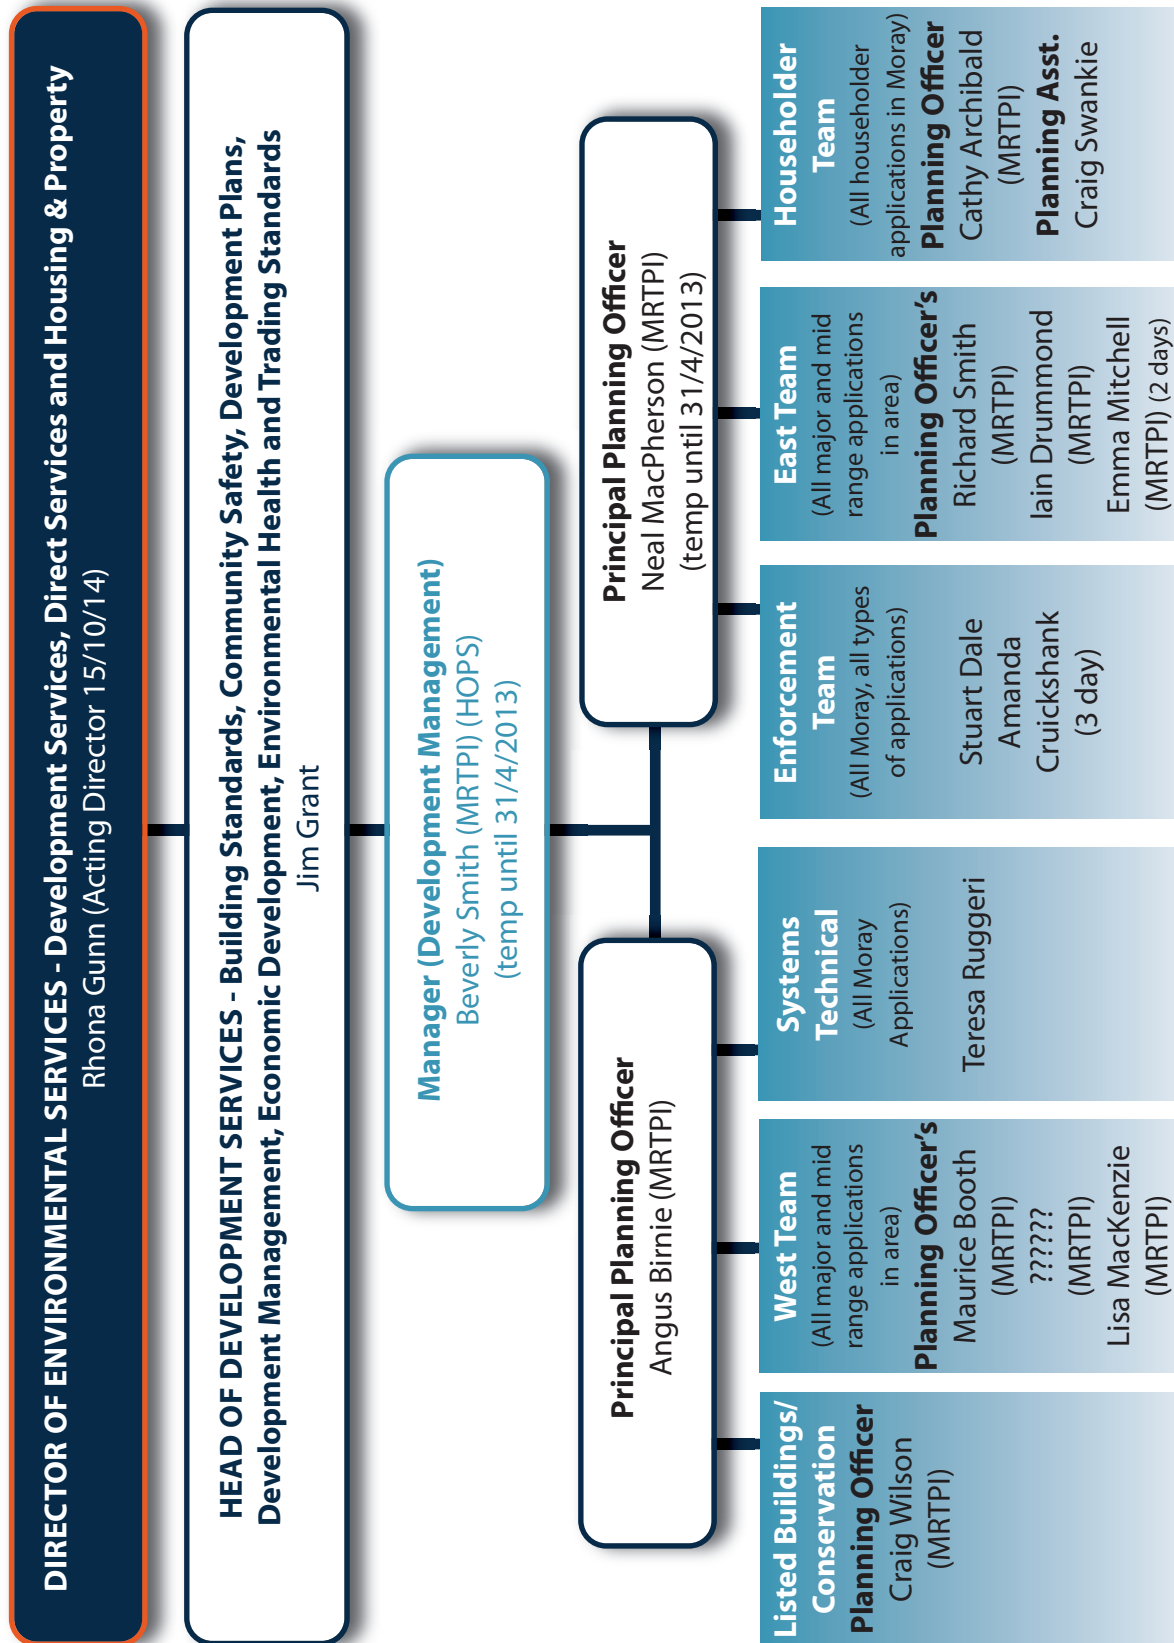 DIRECTOR OF ENVIRONMENTAL SERVICES - Development Services, Direct Services and Housing & Property
Rhona Gunn (Acting Director 15/10/14)
HEAD OF DEVELOPMENT SERVICES - Building Standards, Community Safety, Development Plans,
Development Management, Economic Development, Environmental Health and Trading Standards
Jim Grant
Manager (Development Management)
Beverly Smith (MRTPI) (HOPS)
(temp until 31/4/2013)
Principal Planning Officer
Angus Birnie (MRTPI)
Principal Planning Officer
Neal MacPherson (MRTPI)
(temp until 31/4/2013)
Listed Buildings/
Conservation
Planning Officer
Craig Wilson
(MRTPI)
West Team
(All major and mid
range applications
in area)
Planning Officer's
Maurice Booth
(MRTPI)
??????
(MRTPI)
Lisa MacKenzie
(MRTPI)
Systems
Technical
(All Moray
Applications)
Teresa Ruggeri
Enforcement
Team
(All Moray, all types
of applications)
Stuart Dale
Amanda
Cruickshank
(3 day)
East Team
(All major and mid
range applications
in area)
Planning Officer's
Richard Smith
(MRTPI)
Iain Drummond
(MRTPI)
Emma Mitchell
(MRTPI) (2 days)
Householder
Team
(All householder
applications in Moray)
Planning Officer
Cathy Archibald
(MRTPI)
Planning Asst.
Craig Swankie